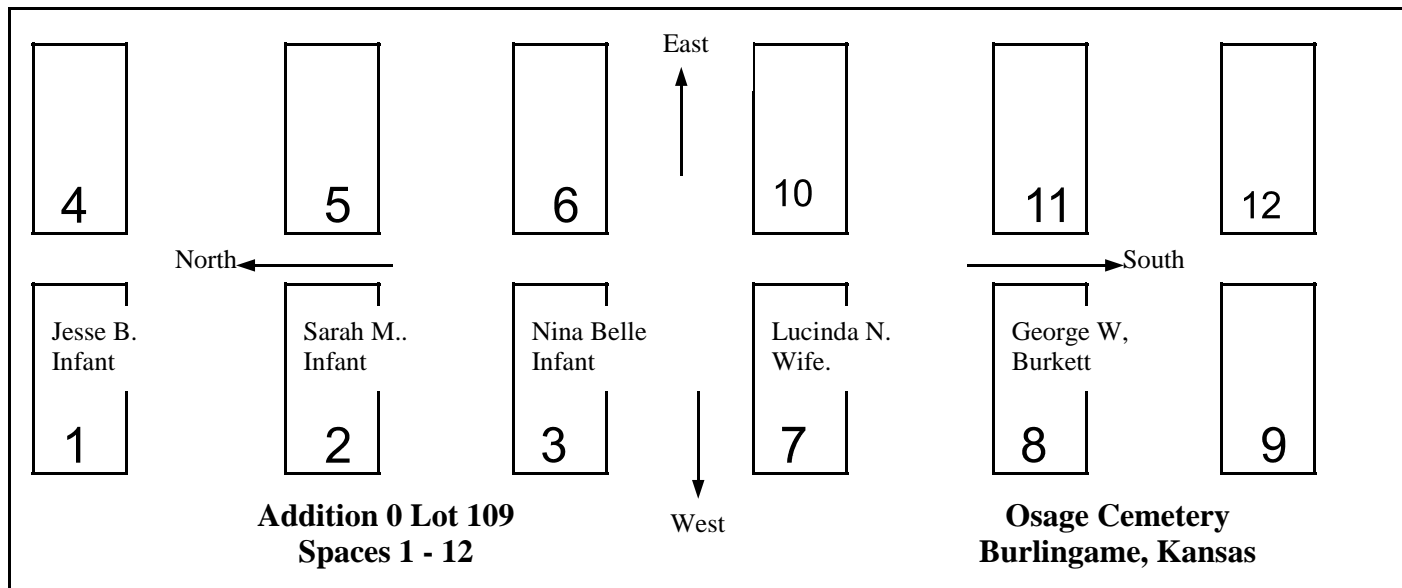 East
4
5
6
10
11
12
North
South
Jesse B.
Infant
Sarah M..
Infant
Nina Belle
Infant
Lucinda N.
Wife.
George W,
Burkett
1
2
3
7
8
9
West
Addition 0 Lot 109
Spaces 1 - 12
Osage Cemetery
Burlingame, Kansas